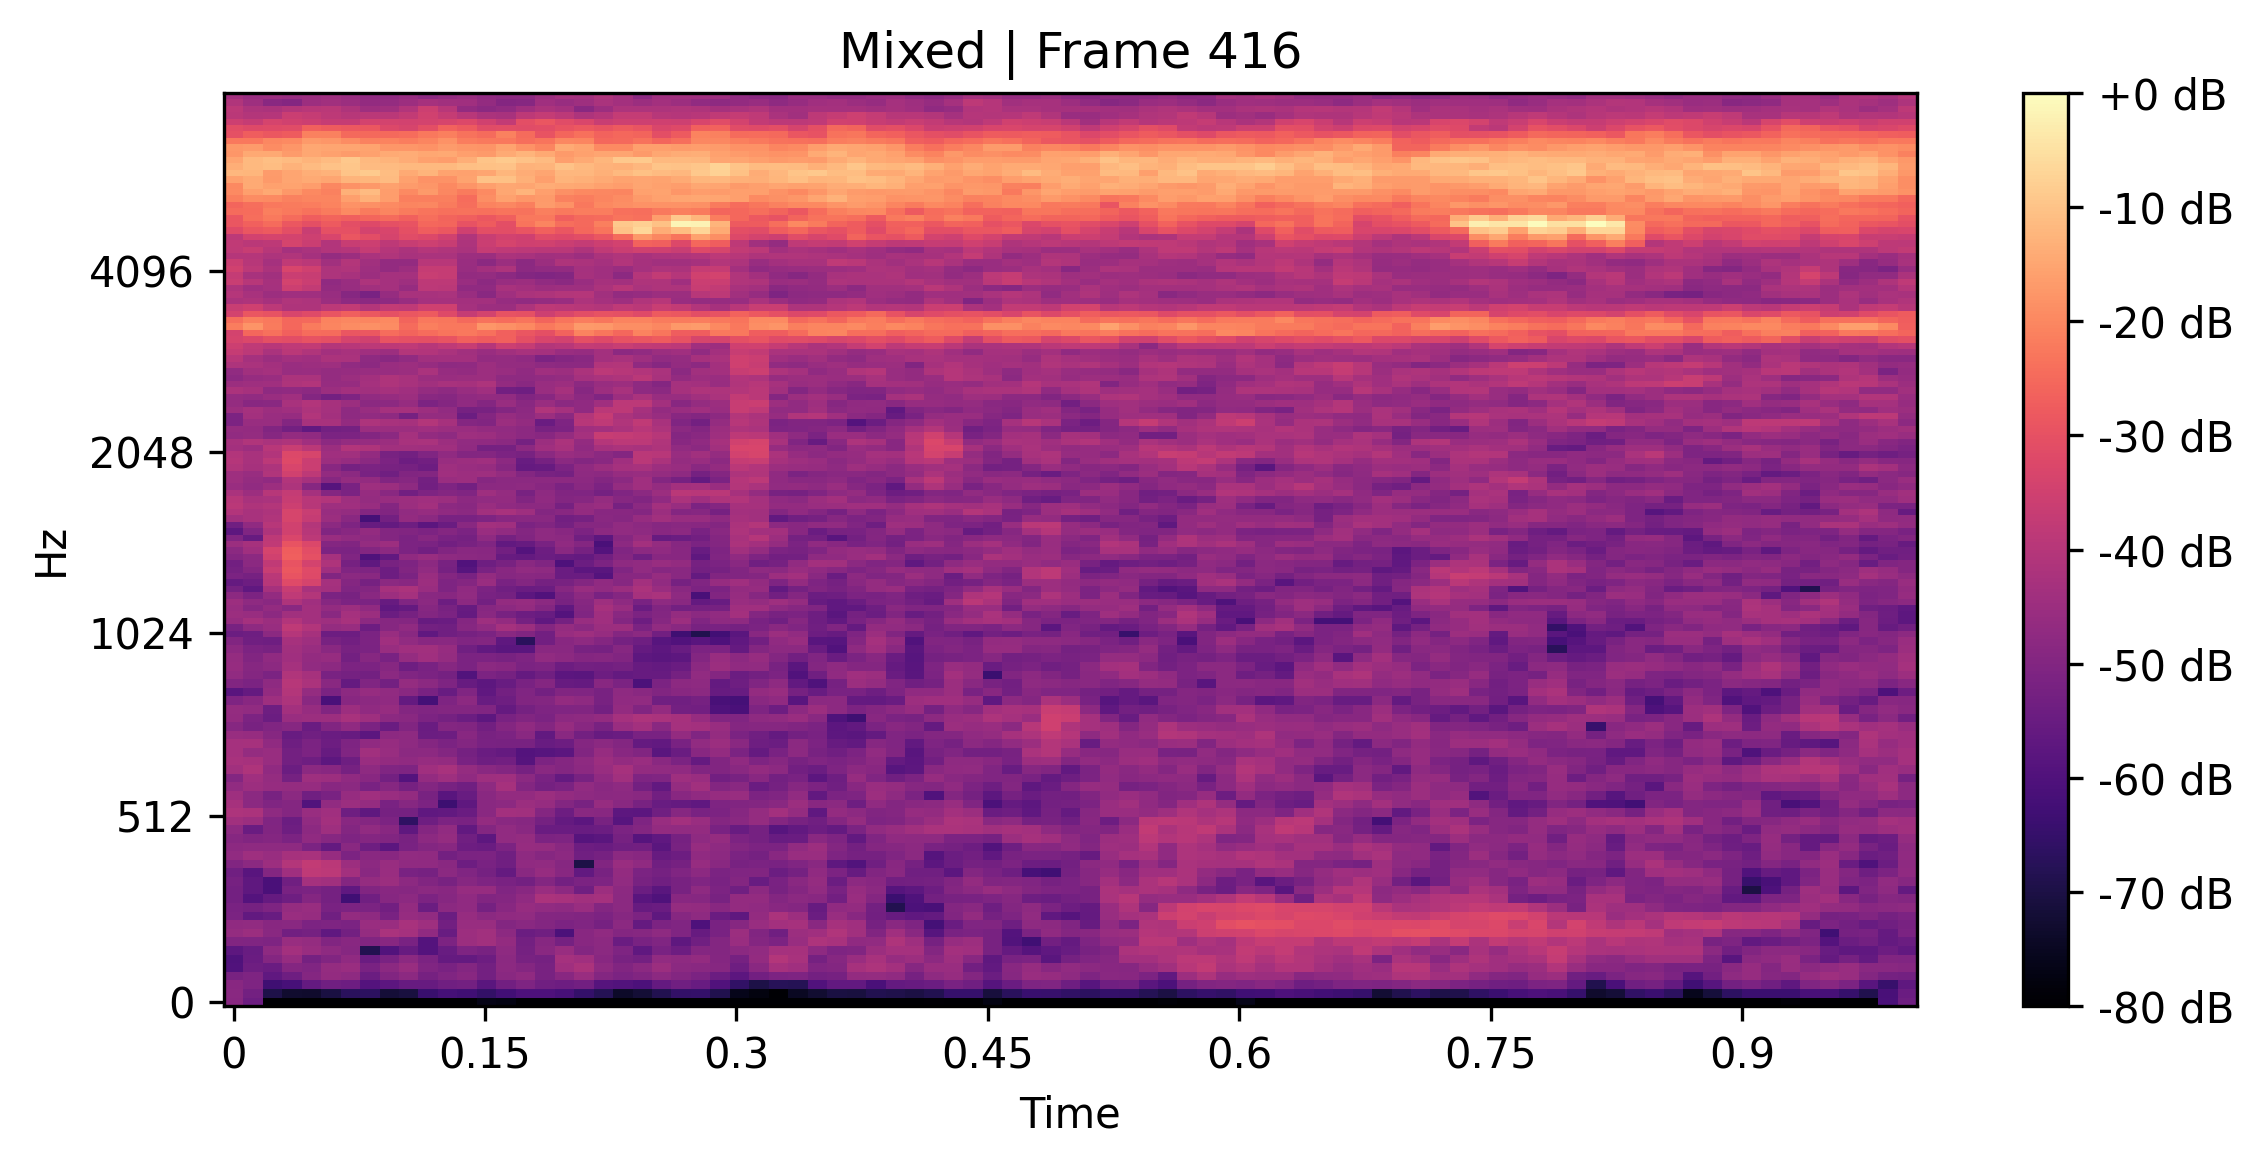 Mixed | Frame 416
+0 dB
-10 dB
-20 dB
-30 dB
-40 dB
-50 dB
-60 dB
-70 dB
-80 dB
Hz
4096
2048
1024
512
0
0 0.15 0.3 0.45 0.6 0.75 0.9
Time